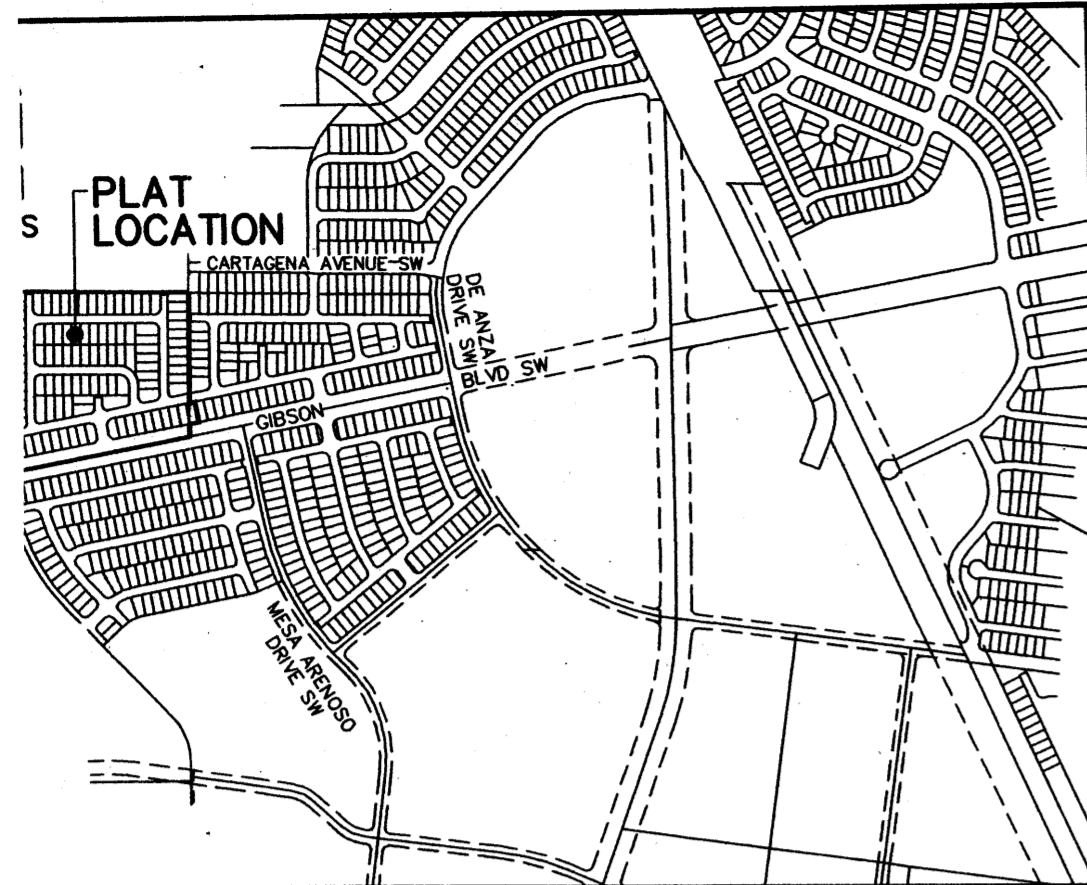 PLAT
LOCATION
S
CARTAGENA AVENUE SW
DE ANZA
DRIVE SW
BLVD SW
GIBSON
MESA ARENOSO
DRIVE SW